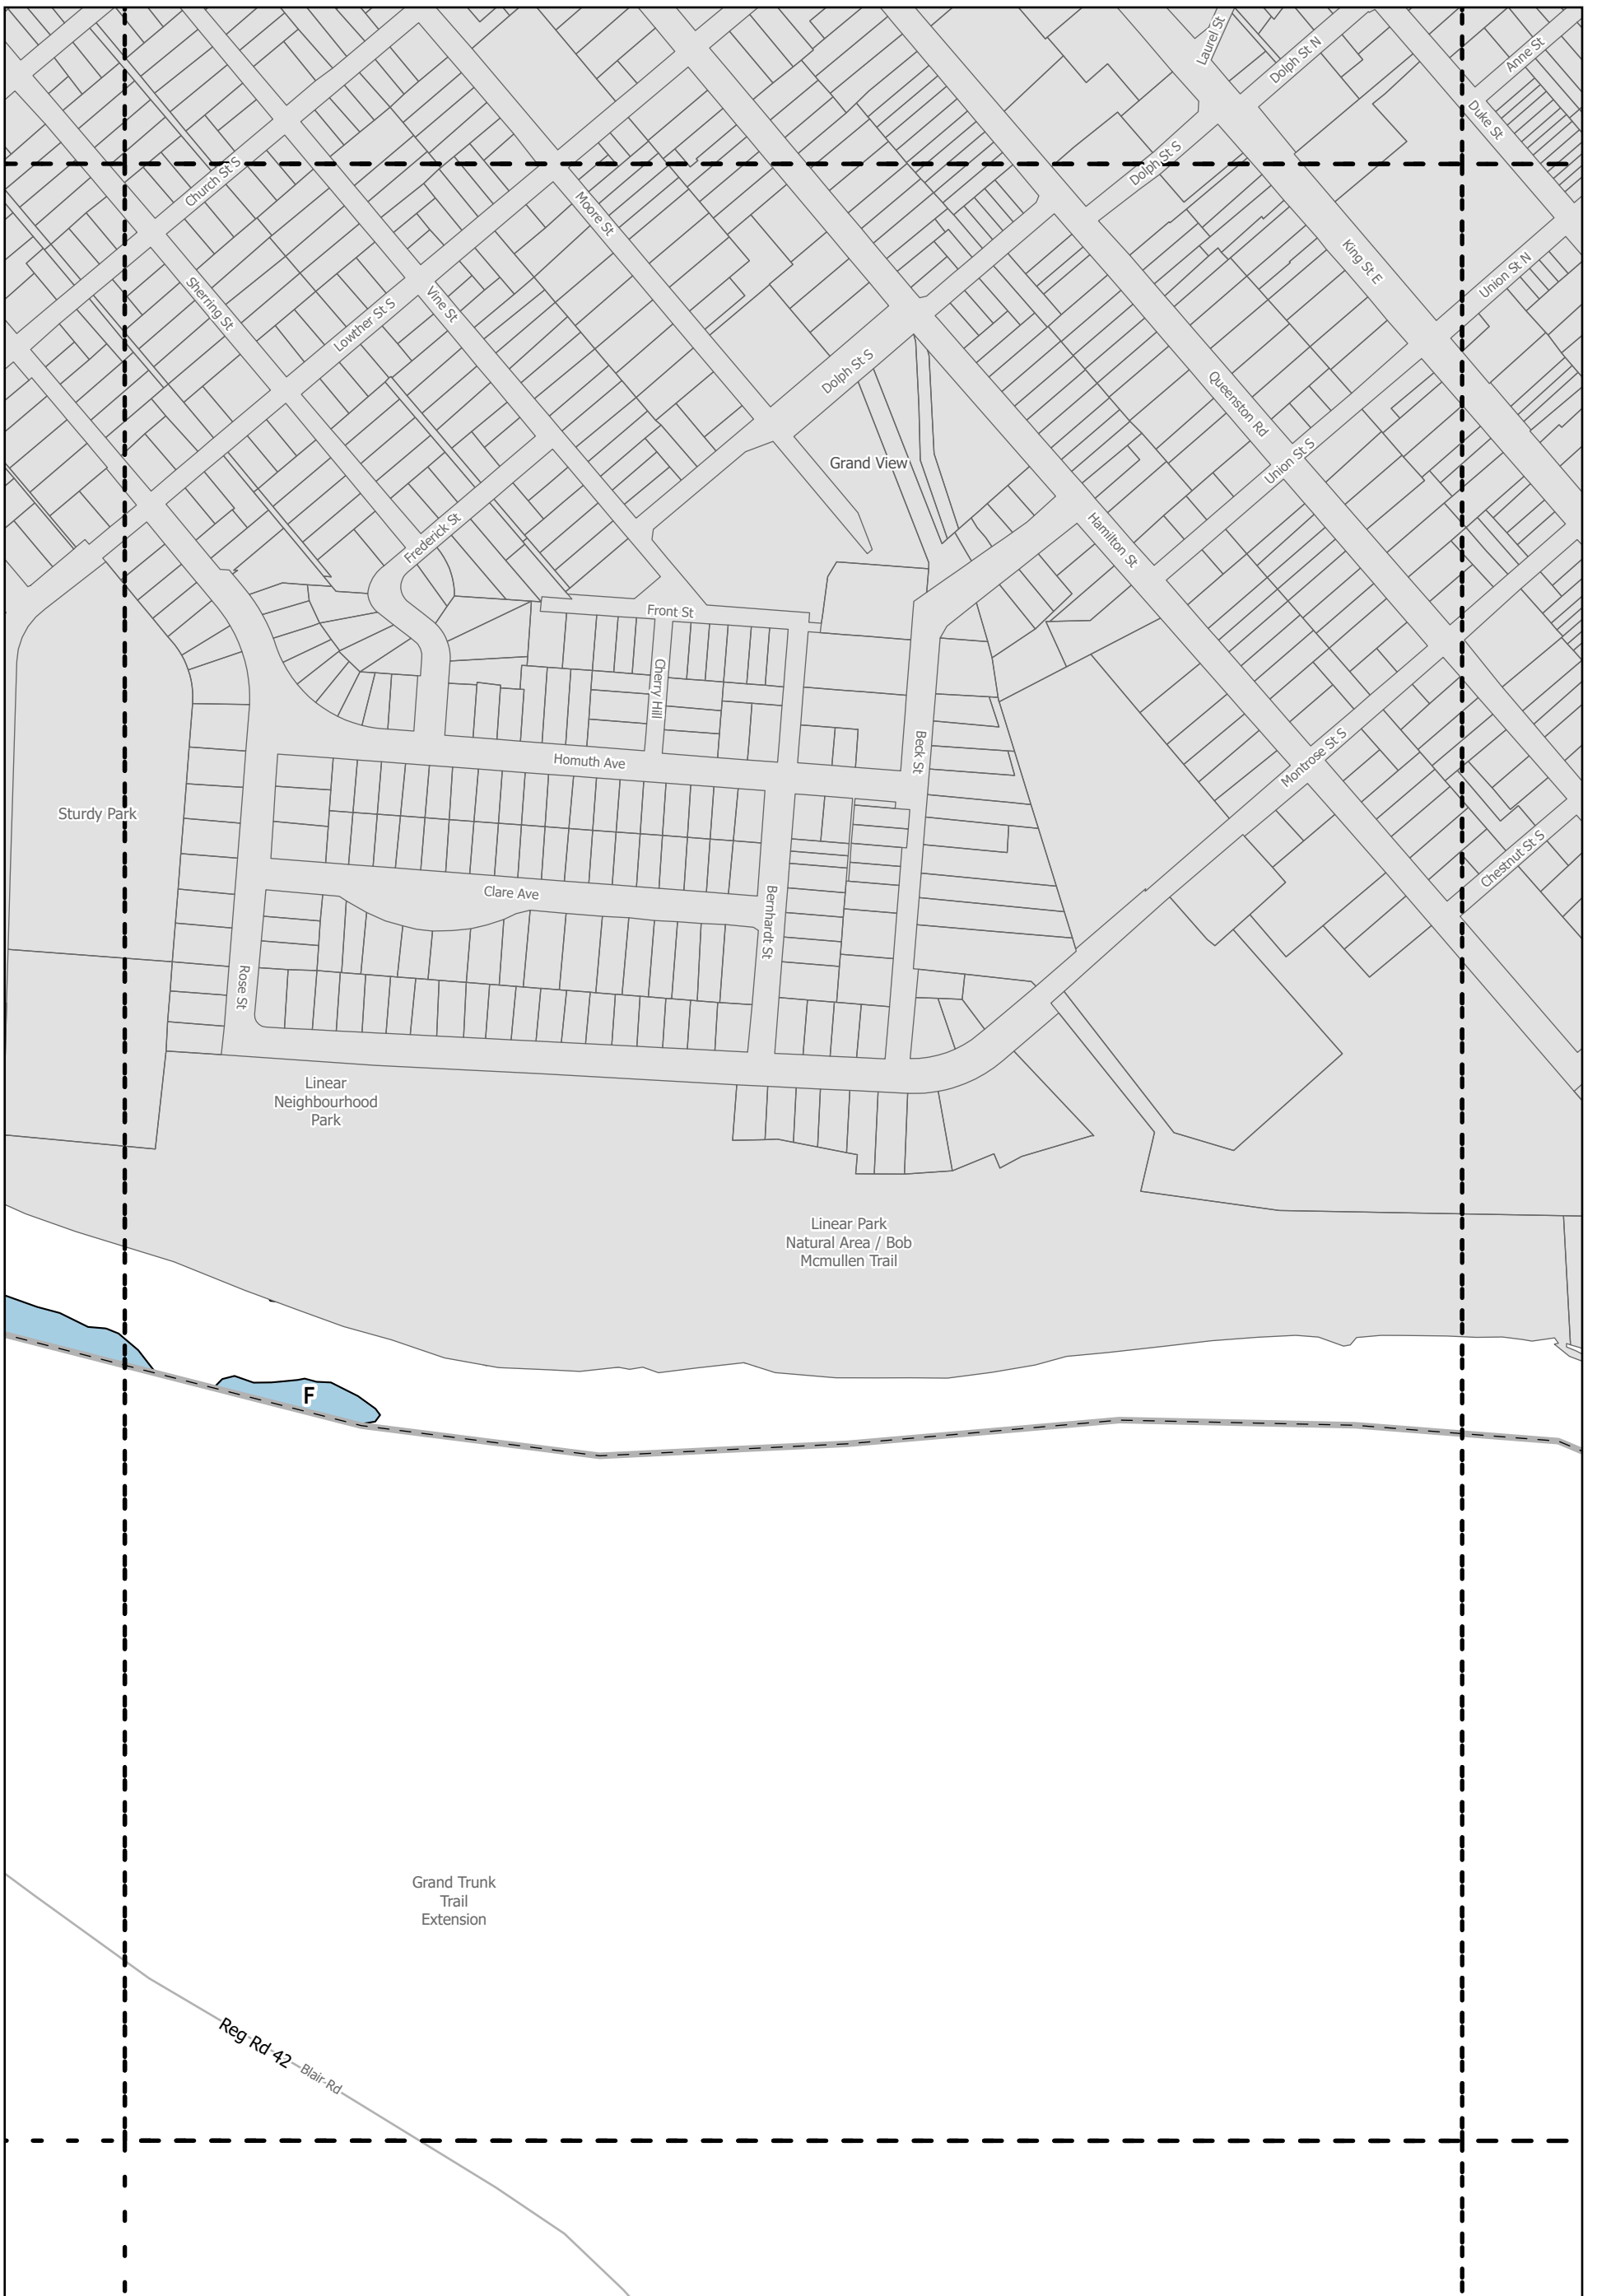 Laurel St
Dolph St N
Anne St
Duke St
Church St S
Dolph St S
Moore St
King St E
Union St N
Sherring St
Lowther St S
Vine St
Dolph St S
Queenston Rd
Grand View
Union St S
Frederick St
Hamilton St
Front St
Cherry Hill
Beck St
Homuth Ave
Montrose St S
Sturdy Park
Chestnut St S
Clare Ave
Bernhardt St
Rose St
Linear
Neighbourhood
Park
Linear Park
Natural Area / Bob
Mcmullen Trail
F
Grand Trunk
Trail
Extension
Reg Rd 42
Blair Rd